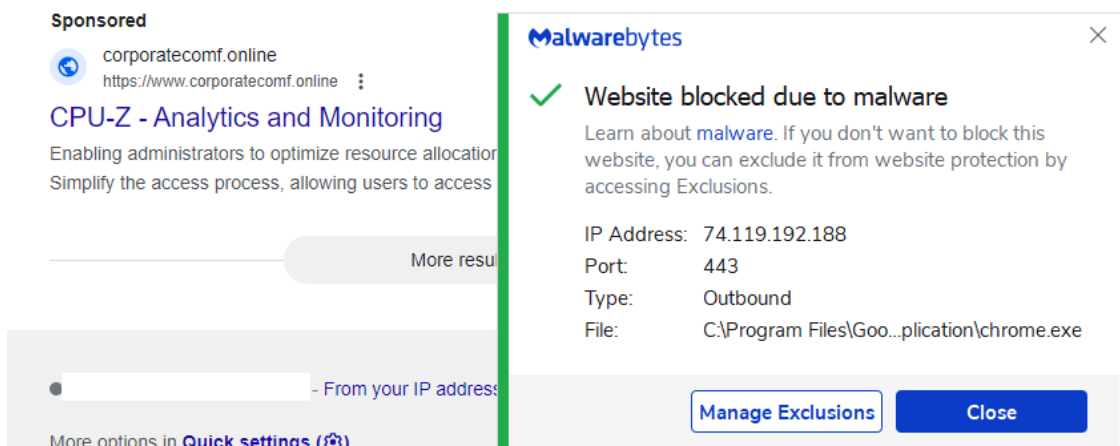 Sponsored
corporatecomf.online
https://www.corporatecomf.online
CPU-Z - Analytics and Monitoring
Enabling administrators to optimize resource allocation
Simplify the access process, allowing users to access
More resul
- From your IP address
More options in Quick settings
Malwarebytes
Website blocked due to malware
Learn about malware. If you don't want to block this
website, you can exclude it from website protection by
accessing Exclusions.
IP Address: 74.119.192.188
Port: 443
Type: Outbound
File: C:\Program Files\Goo...plication\chrome.exe
Manage Exclusions
Close